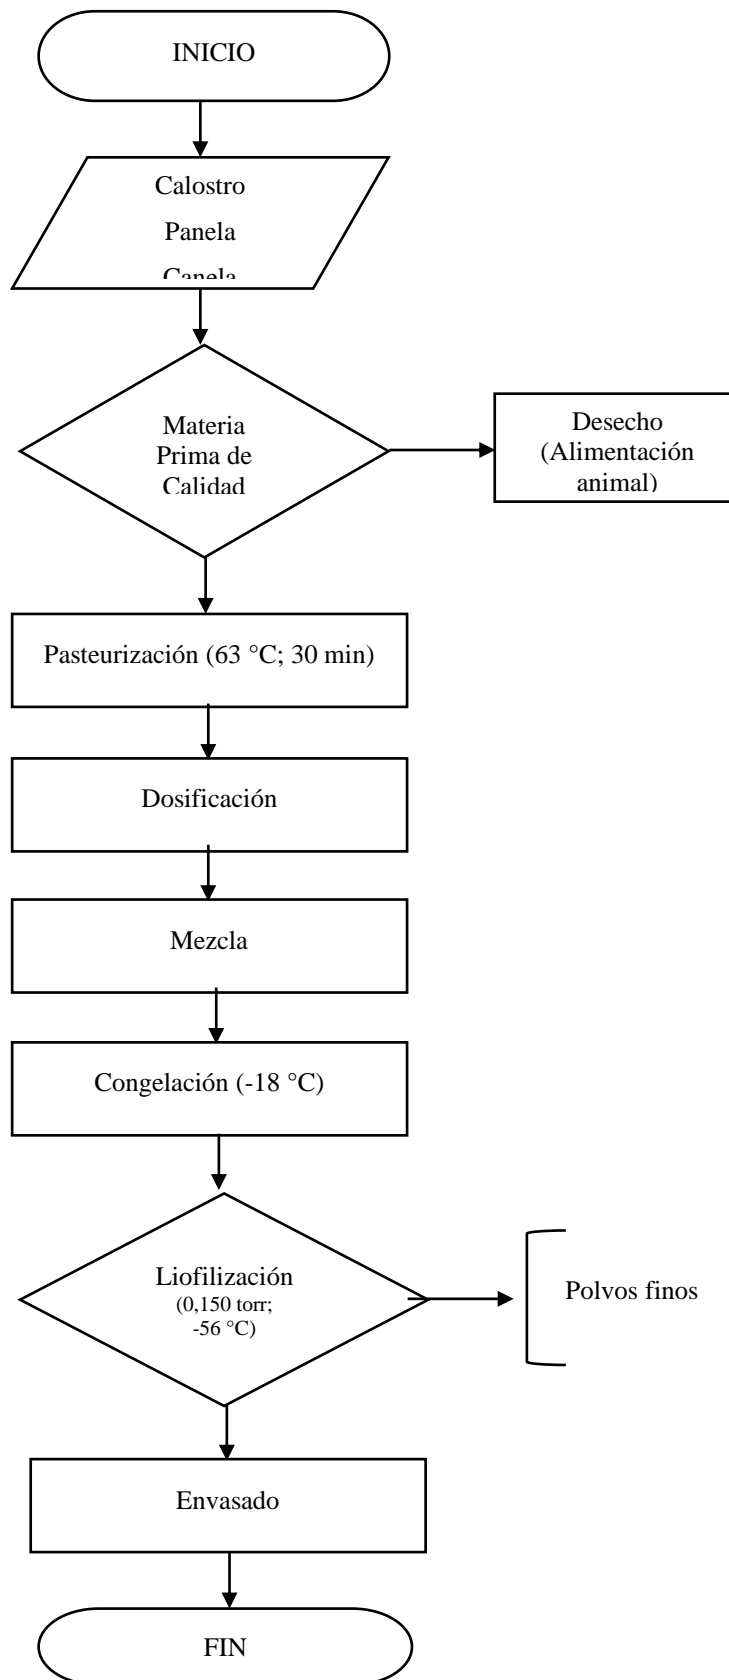 INICIO
Calostro
Panela
Canela
Materia
Prima de
Calidad
Desecho
(Alimentación
animal)
Pasteurización (63 °C; 30 min)
Dosificación
Mezcla
Congelación (-18 °C)
Liofilización
(0,150 torr;
-56 °C)
Polvos finos
Envasado
FIN